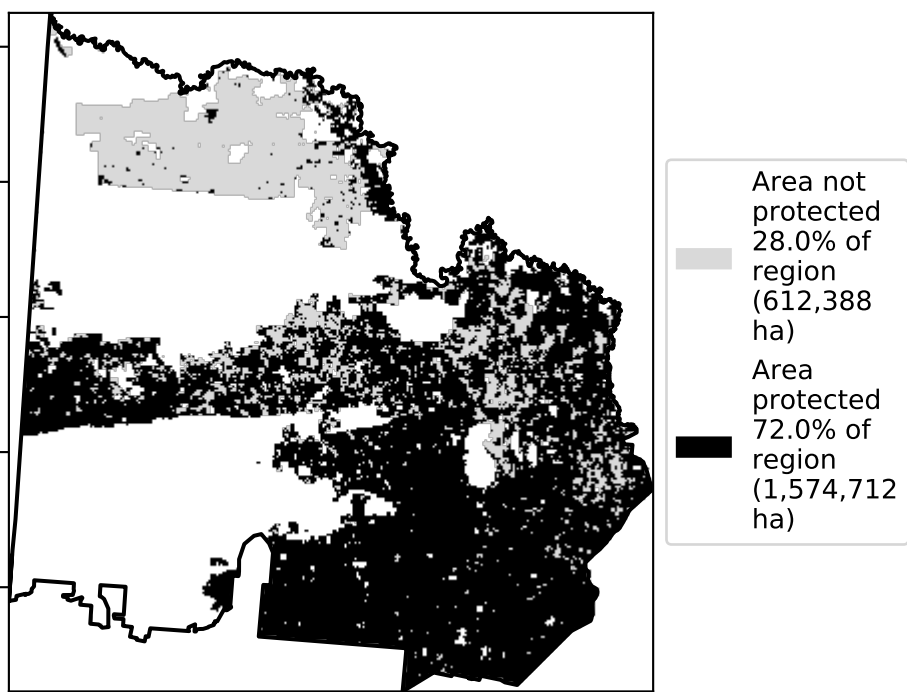 Area not
protected
28.0% of
region
(612,388
ha)
Area
protected
72.0% of
region
(1,574,712
ha)